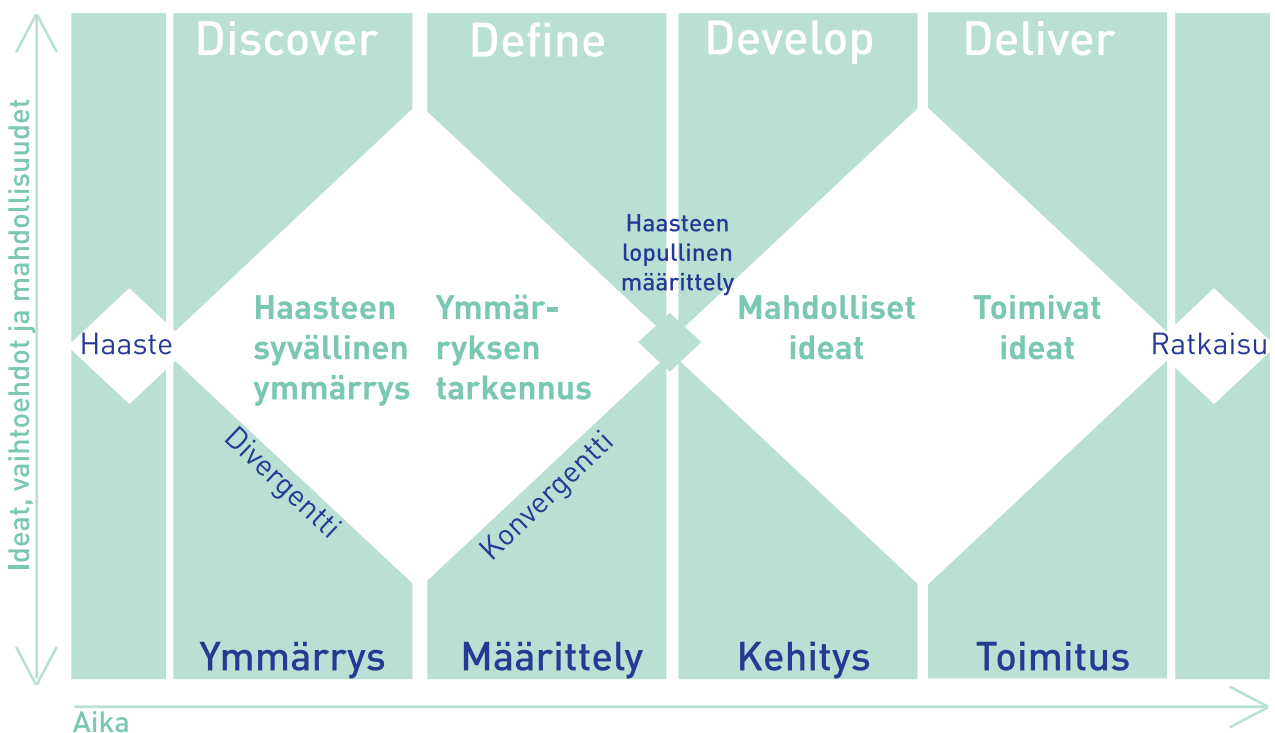 Discover
Define
Develop
Deliver
Ideat, vaihtoehdot ja mahdollisuudet
Haaste
Haasteen
syvällinen
ymmärrys
Ymmär-
ryksen
tarkennus
Haasteen
lopullinen
määrittely
Mahdolliset
ideat
Toimivat
ideat
Ratkaisu
Divergentti
Konvergentti
Ymmärrys
Määrittely
Kehitys
Toimitus
Aika